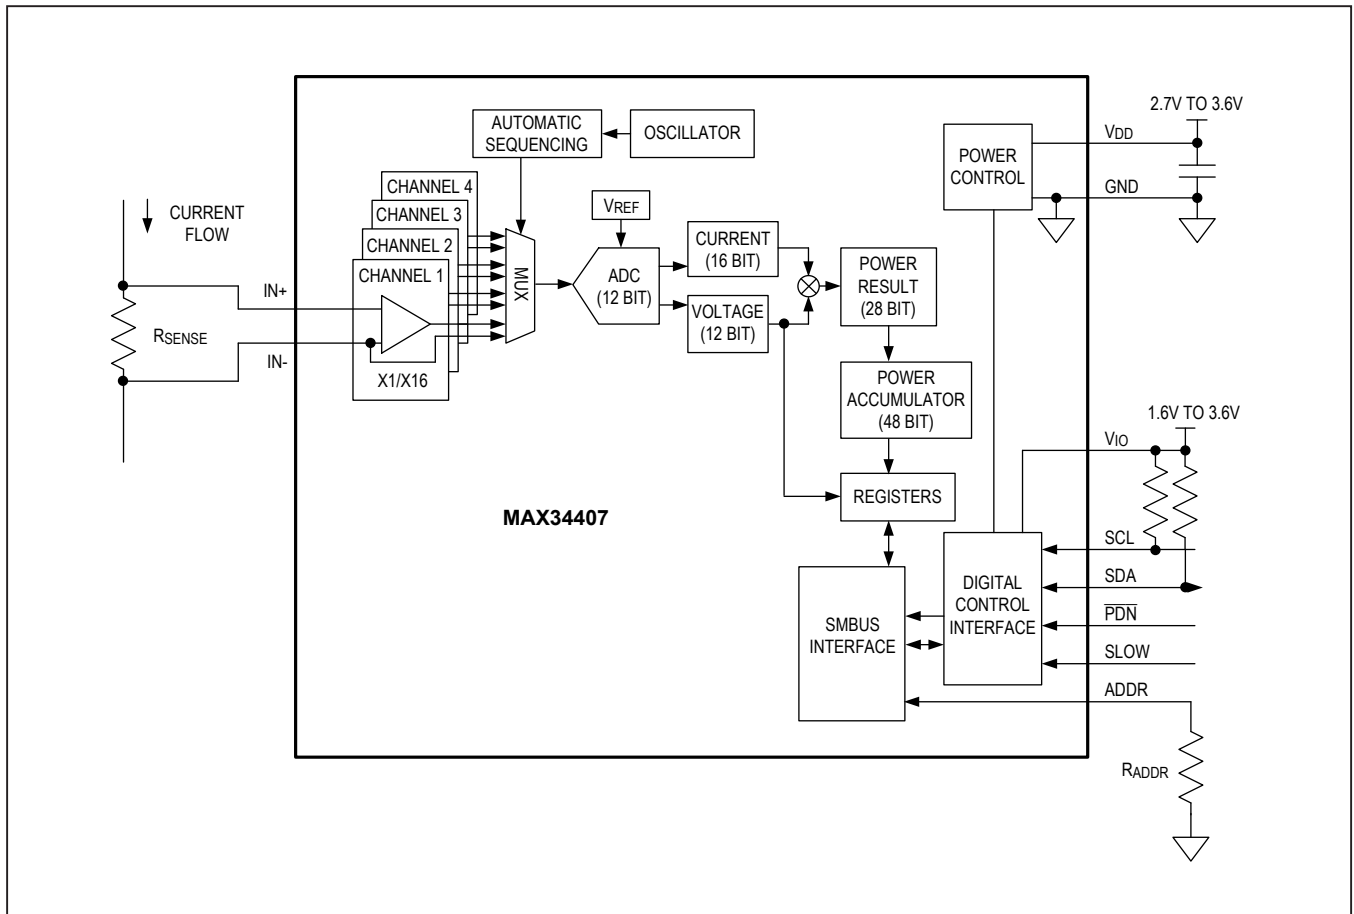 2.7V TO 3.6V
AUTOMATIC
SEQUENCING
OSCILLATOR
VDD
POWER
CONTROL
GND
CHANNEL 4
CHANNEL 3
CHANNEL 2
CHANNEL 1
X1/X16
CURRENT
FLOW
VREF
MUX
ADC
(12 BIT)
CURRENT
(16 BIT)
VOLTAGE
(12 BIT)
POWER
RESULT
(28 BIT)
IN+
RSENSE
IN-
POWER
ACCUMULATOR
(48 BIT)
1.6V TO 3.6V
VIO
REGISTERS
MAX34407
SCL
SDA
PDN
SLOW
ADDR
DIGITAL
CONTROL
INTERFACE
SMBUS
INTERFACE
RADDR